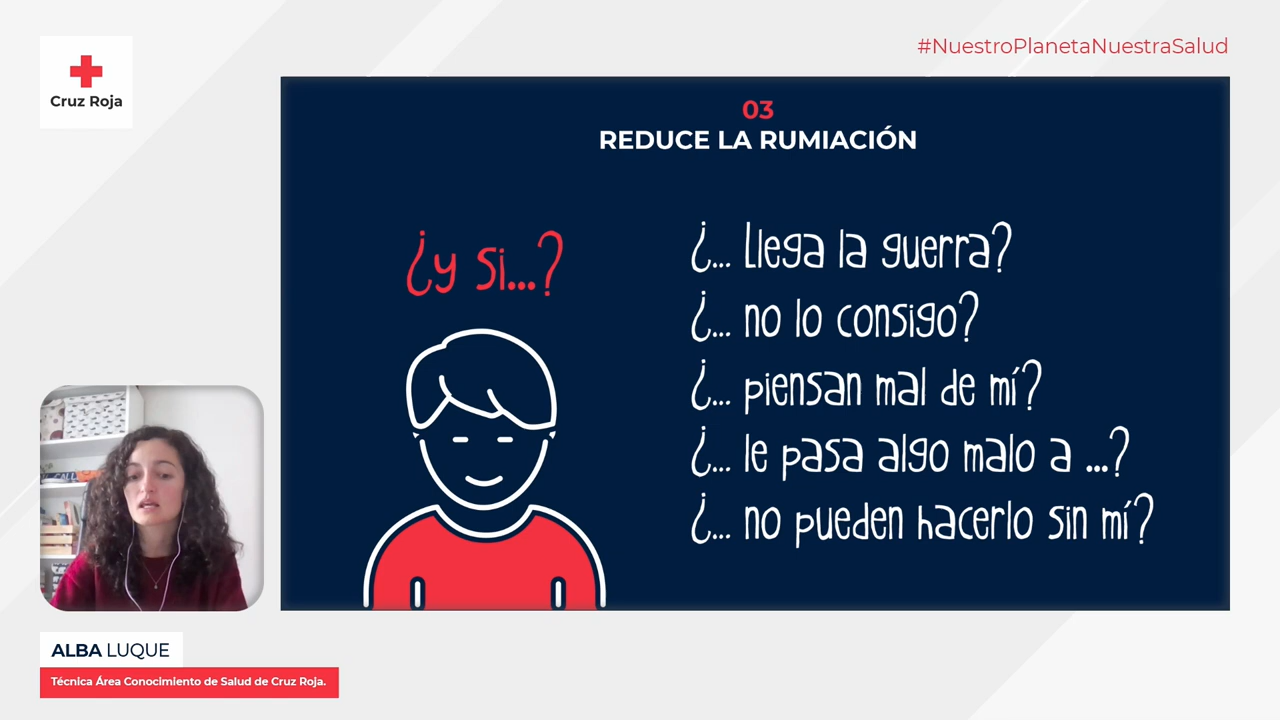 Cruz Roja
#NuestroPlanetaNuestraSalud
03
REDUCE LA RUMIACIÓN
¿y si...?
¿... llega la guerra?
¿... no lo consigo?
¿... piensan mal de mí?
¿... le pasa algo malo a ...?
¿... no pueden hacerlo sin mí?
ALBA LUQUE
Técnica Área Conocimiento de Salud de Cruz Roja.